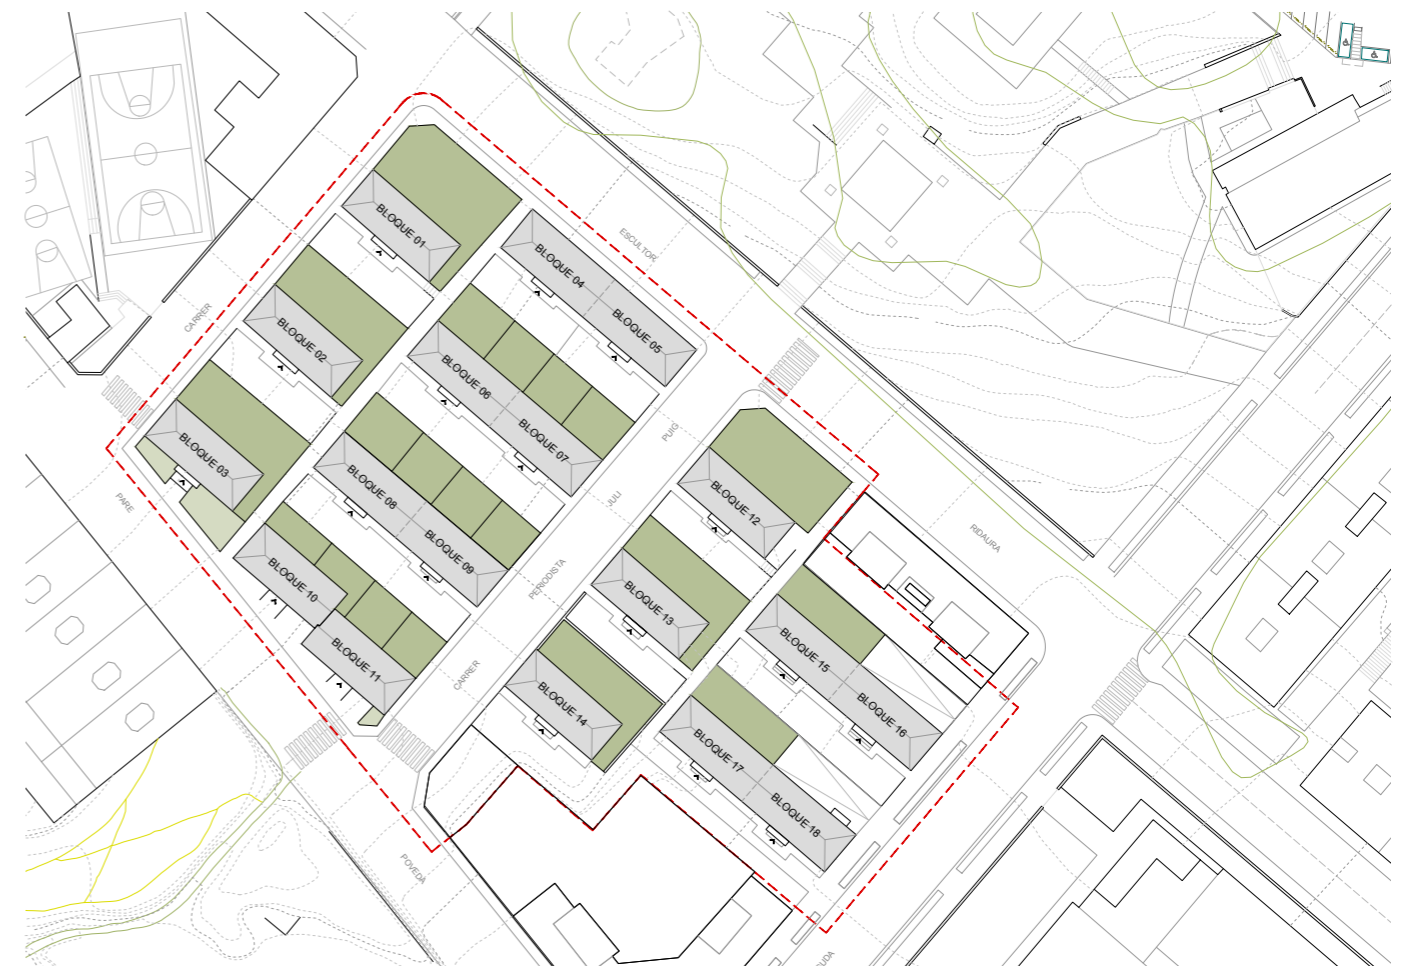 BLOQUE 01
ESCULTOR
BLOQUE 04
BLOQUE 05
CARRER
BLOQUE 02
BLOQUE 06
BLOQUE 07
PUIG
BLOQUE 03
BLOQUE 08
BLOQUE 09
JULI
PARE
BLOQUE 12
RIDAURA
BLOQUE 10
BLOQUE 11
PERIODISTA
BLOQUE 13
BLOQUE 15
BLOQUE 16
CARRER
BLOQUE 14
BLOQUE 17
BLOQUE 18
POVEDA